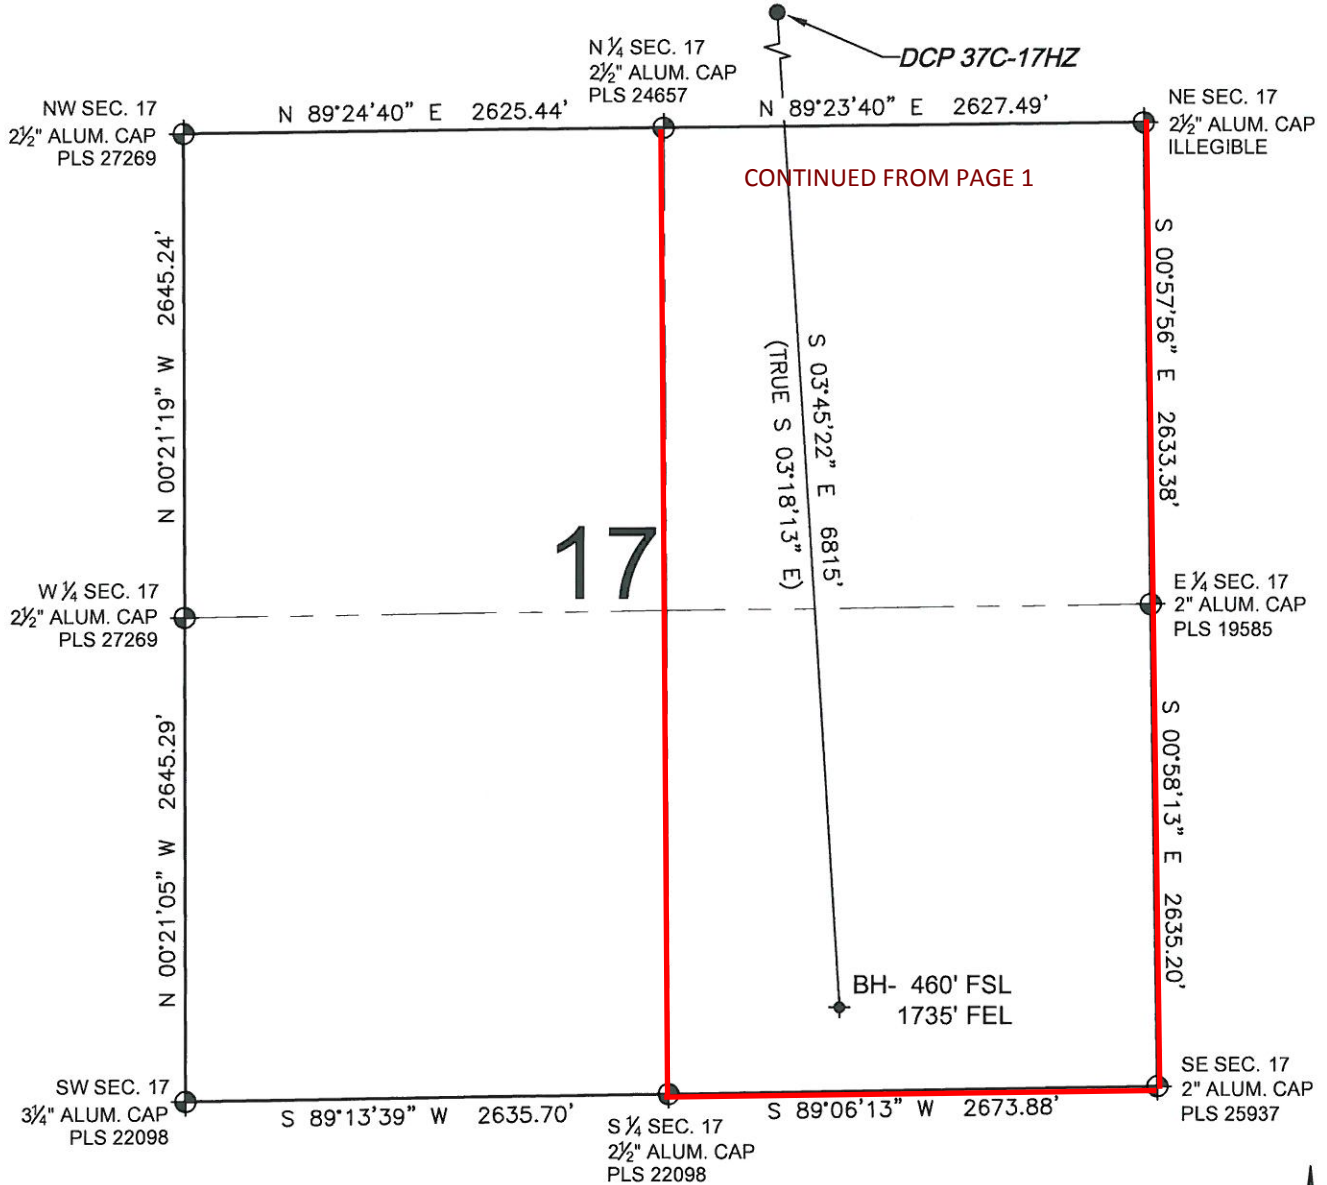 DCP 37C-17HZ
N ¼ SEC. 17
2½" ALUM. CAP
PLS 24657
NW SEC. 17
2½" ALUM. CAP
PLS 27269
N 89°24'40" E 2625.44'
N 89°23'40" E 2627.49'
NE SEC. 17
2½" ALUM. CAP
ILLEGIBLE
CONTINUED FROM PAGE 1
N 00°21'19" W 2645.24'
S 03°45'22" E 6815'
(TRUE S 03°18'13" E)
S 00°57'56" E 2633.38'
17
W ¼ SEC. 17
2½" ALUM. CAP
PLS 27269
E ¼ SEC. 17
2" ALUM. CAP
PLS 19585
N 00°21'05" W 2645.29'
S 00°58'13" E 2635.20'
BH- 460' FSL
1735' FEL
SW SEC. 17
3¼" ALUM. CAP
PLS 22098
S 89°13'39" W 2635.70'
S ¼ SEC. 17
2½" ALUM. CAP
PLS 22098
S 89°06'13" W 2673.88'
SE SEC. 17
2" ALUM. CAP
PLS 25937